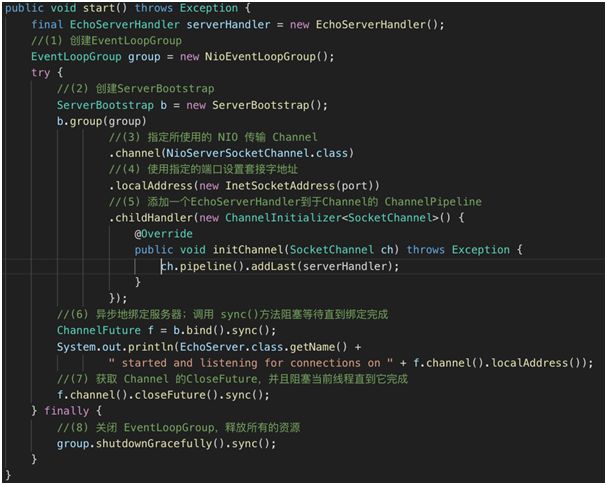 public void start() throws Exception {
    final EchoServerHandler serverHandler = new EchoServerHandler();
    //(1) 创建EventLoopGroup
    EventLoopGroup group = new NioEventLoopGroup();
    try {
        //(2) 创建ServerBootstrap
        ServerBootstrap b = new ServerBootstrap();
        b.group(group)
                //(3) 指定所使用的 NIO 传输 Channel
                .channel(NioServerSocketChannel.class)
                //(4) 使用指定的端口设置套接字地址
                .localAddress(new InetSocketAddress(port))
                //(5) 添加一个EchoServerHandler到于Channel的 ChannelPipeline
                .childHandler(new ChannelInitializer<SocketChannel>() {
                    @Override
                    public void initChannel(SocketChannel ch) throws Exception {
                        ch.pipeline().addLast(serverHandler);
                    }
                });
        //(6) 异步地绑定服务器；调用 sync()方法阻塞等待直到绑定完成
        ChannelFuture f = b.bind().sync();
        System.out.println(EchoServer.class.getName() +
                " started and listening for connections on " + f.channel().localAddress());
        //(7) 获取 Channel 的CloseFuture，并且阻塞当前线程直到它完成
        f.channel().closeFuture().sync();
    } finally {
        //(8) 关闭 EventLoopGroup，释放所有的资源
        group.shutdownGracefully().sync();
    }
}